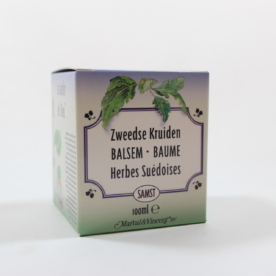 Zweedse Kruiden
BALSEM • BAUME
Herbes Suédoises
SAMST
100ml ℮